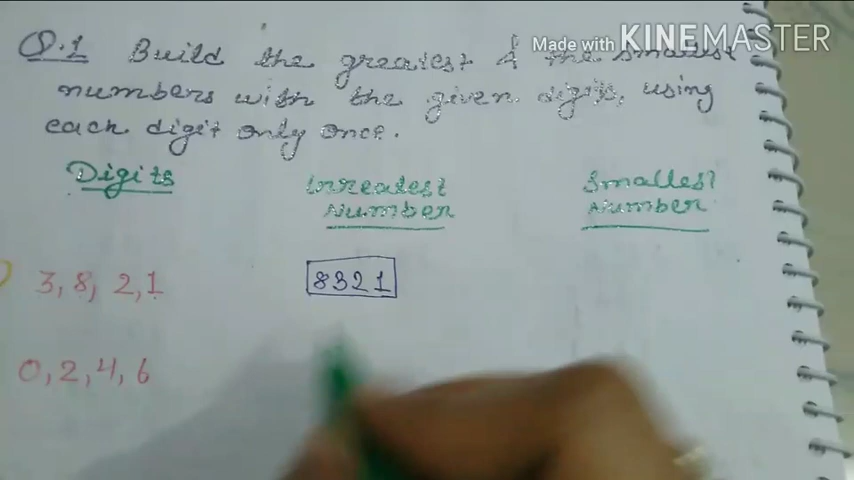 Made with KINEMASTER
Q.1 Build the greatest & the smallest
numbers with the given digits, using
each digit only once.
Digits
Greatest
Number
Smallest
Number
3, 8, 2, 1
8321
0, 2, 4, 6